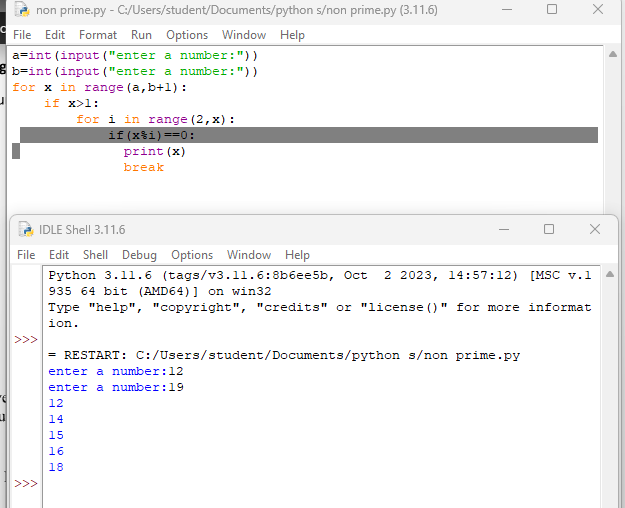 non prime.py - C:/Users/student/Documents/python s/non prime.py (3.11.6)
File Edit Format Run Options Window Help
a=int(input("enter a number:"))
b=int(input("enter a number:"))
for x in range(a,b+1):
    if x>1:
        for i in range(2,x):
            if(x%i)==0:
              print(x)
              break
IDLE Shell 3.11.6
File Edit Shell Debug Options Window Help
Python 3.11.6 (tags/v3.11.6:8b6ee5b, Oct  2 2023, 14:57:12) [MSC v.1
935 64 bit (AMD64)] on win32
Type "help", "copyright", "credits" or "license()" for more informat
ion.
>>>
= RESTART: C:/Users/student/Documents/python s/non prime.py
enter a number:12
enter a number:19
12
14
15
16
18
>>>